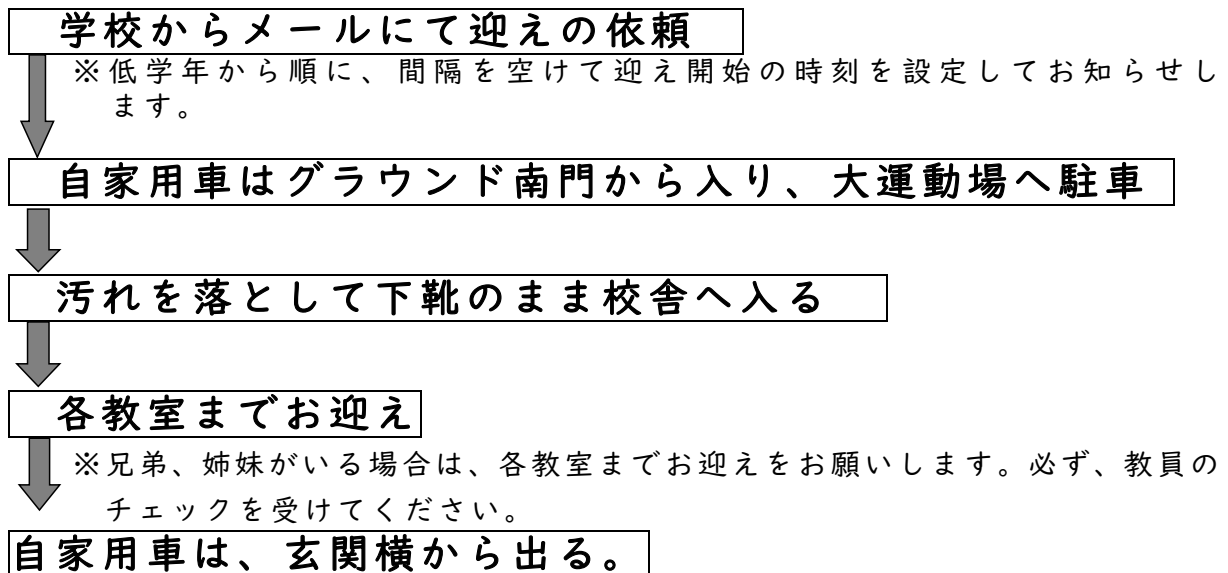 学校からメールにて迎えの依頼
※低学年から順に、間隔を空けて迎え開始の時刻を設定してお知らせし
ます。
自家用車はグラウンド南門から入り、大運動場へ駐車
汚れを落として下靴のまま校舎へ入る
各教室までお迎え
※兄弟、姉妹がいる場合は、各教室までお迎えをお願いします。必ず、教員の
チェックを受けてください。
自家用車は、玄関横から出る。